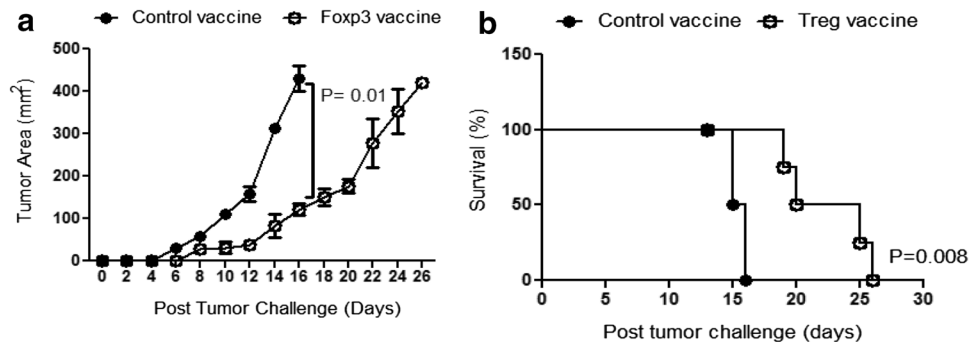 a
Control vaccine Foxp3 vaccine
500
400
300
200
100
0
Tumor Area (mm2)
P= 0.01
0 2 4 6 8 10 12 14 16 18 20 22 24 26
Post Tumor Challenge (Days)
b
Control vaccine Treg vaccine
150
100
50
0
Survival (%)
P=0.008
0 5 10 15 20 25 30
Post tumor challenge (days)